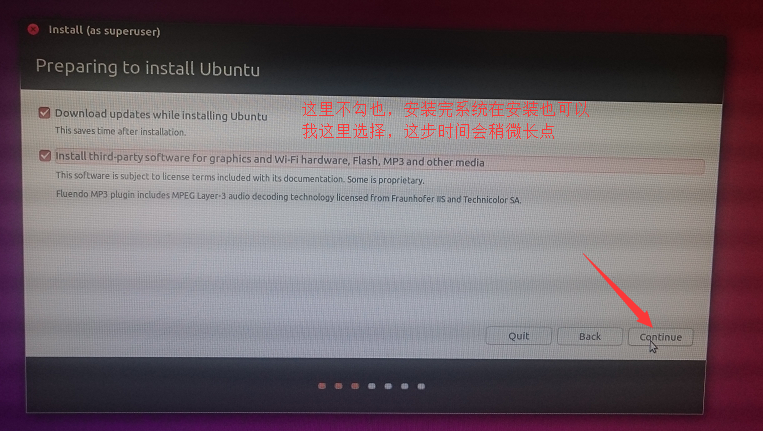 Install (as superuser)
Preparing to install Ubuntu
Download updates while installing Ubuntu
This saves time after installation.
这里不勾也，安装完系统在安装也可以
我这里选择，这步时间会稍微长点
Install third-party software for graphics and Wi-Fi hardware, Flash, MP3 and other media
This software is subject to license terms included with its documentation. Some is proprietary.
Fluendo MP3 plugin includes MPEG Layer-3 audio decoding technology licensed from Fraunhofer IIS and Technicolor SA.
Quit
Back
Continue